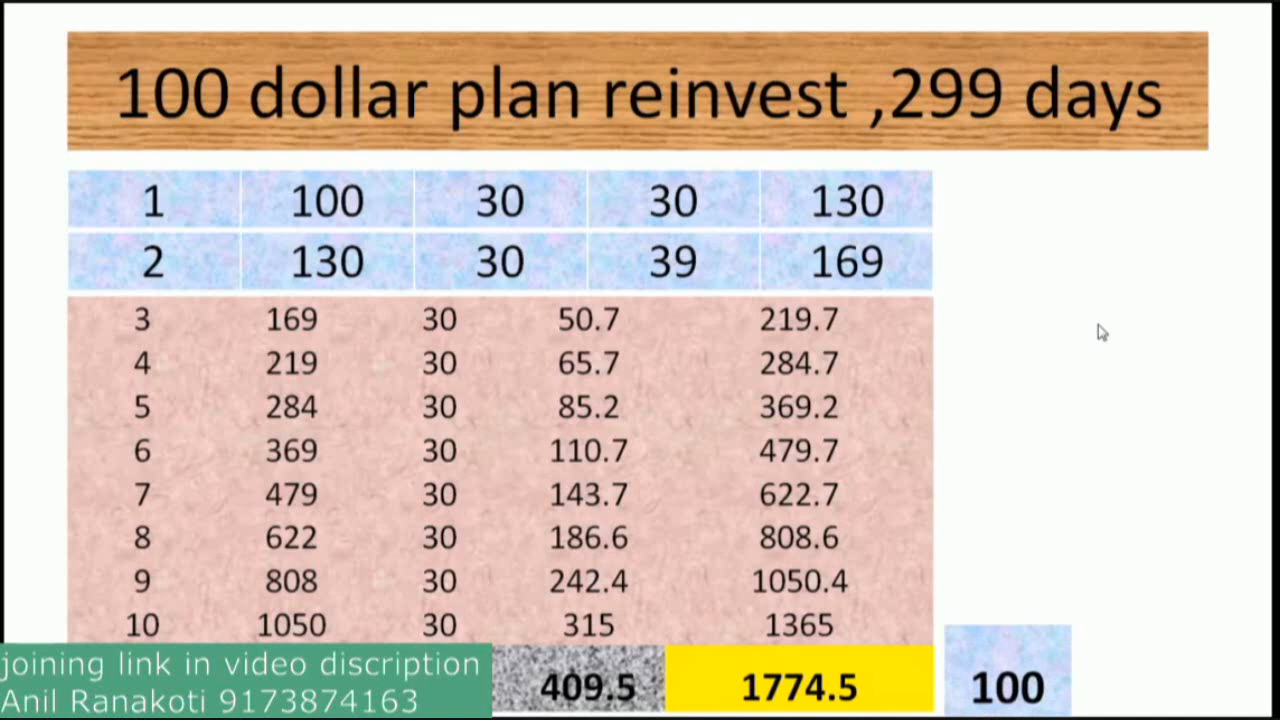 100 dollar plan reinvest ,299 days
1 100 30 30 130
2 130 30 39 169
3 169 30 50.7 219.7
4 219 30 65.7 284.7
5 284 30 85.2 369.2
6 369 30 110.7 479.7
7 479 30 143.7 622.7
8 622 30 186.6 808.6
9 808 30 242.4 1050.4
10 1050 30 315 1365
409.5 1774.5 100
joining link in video discription
Anil Ranakoti 9173874163